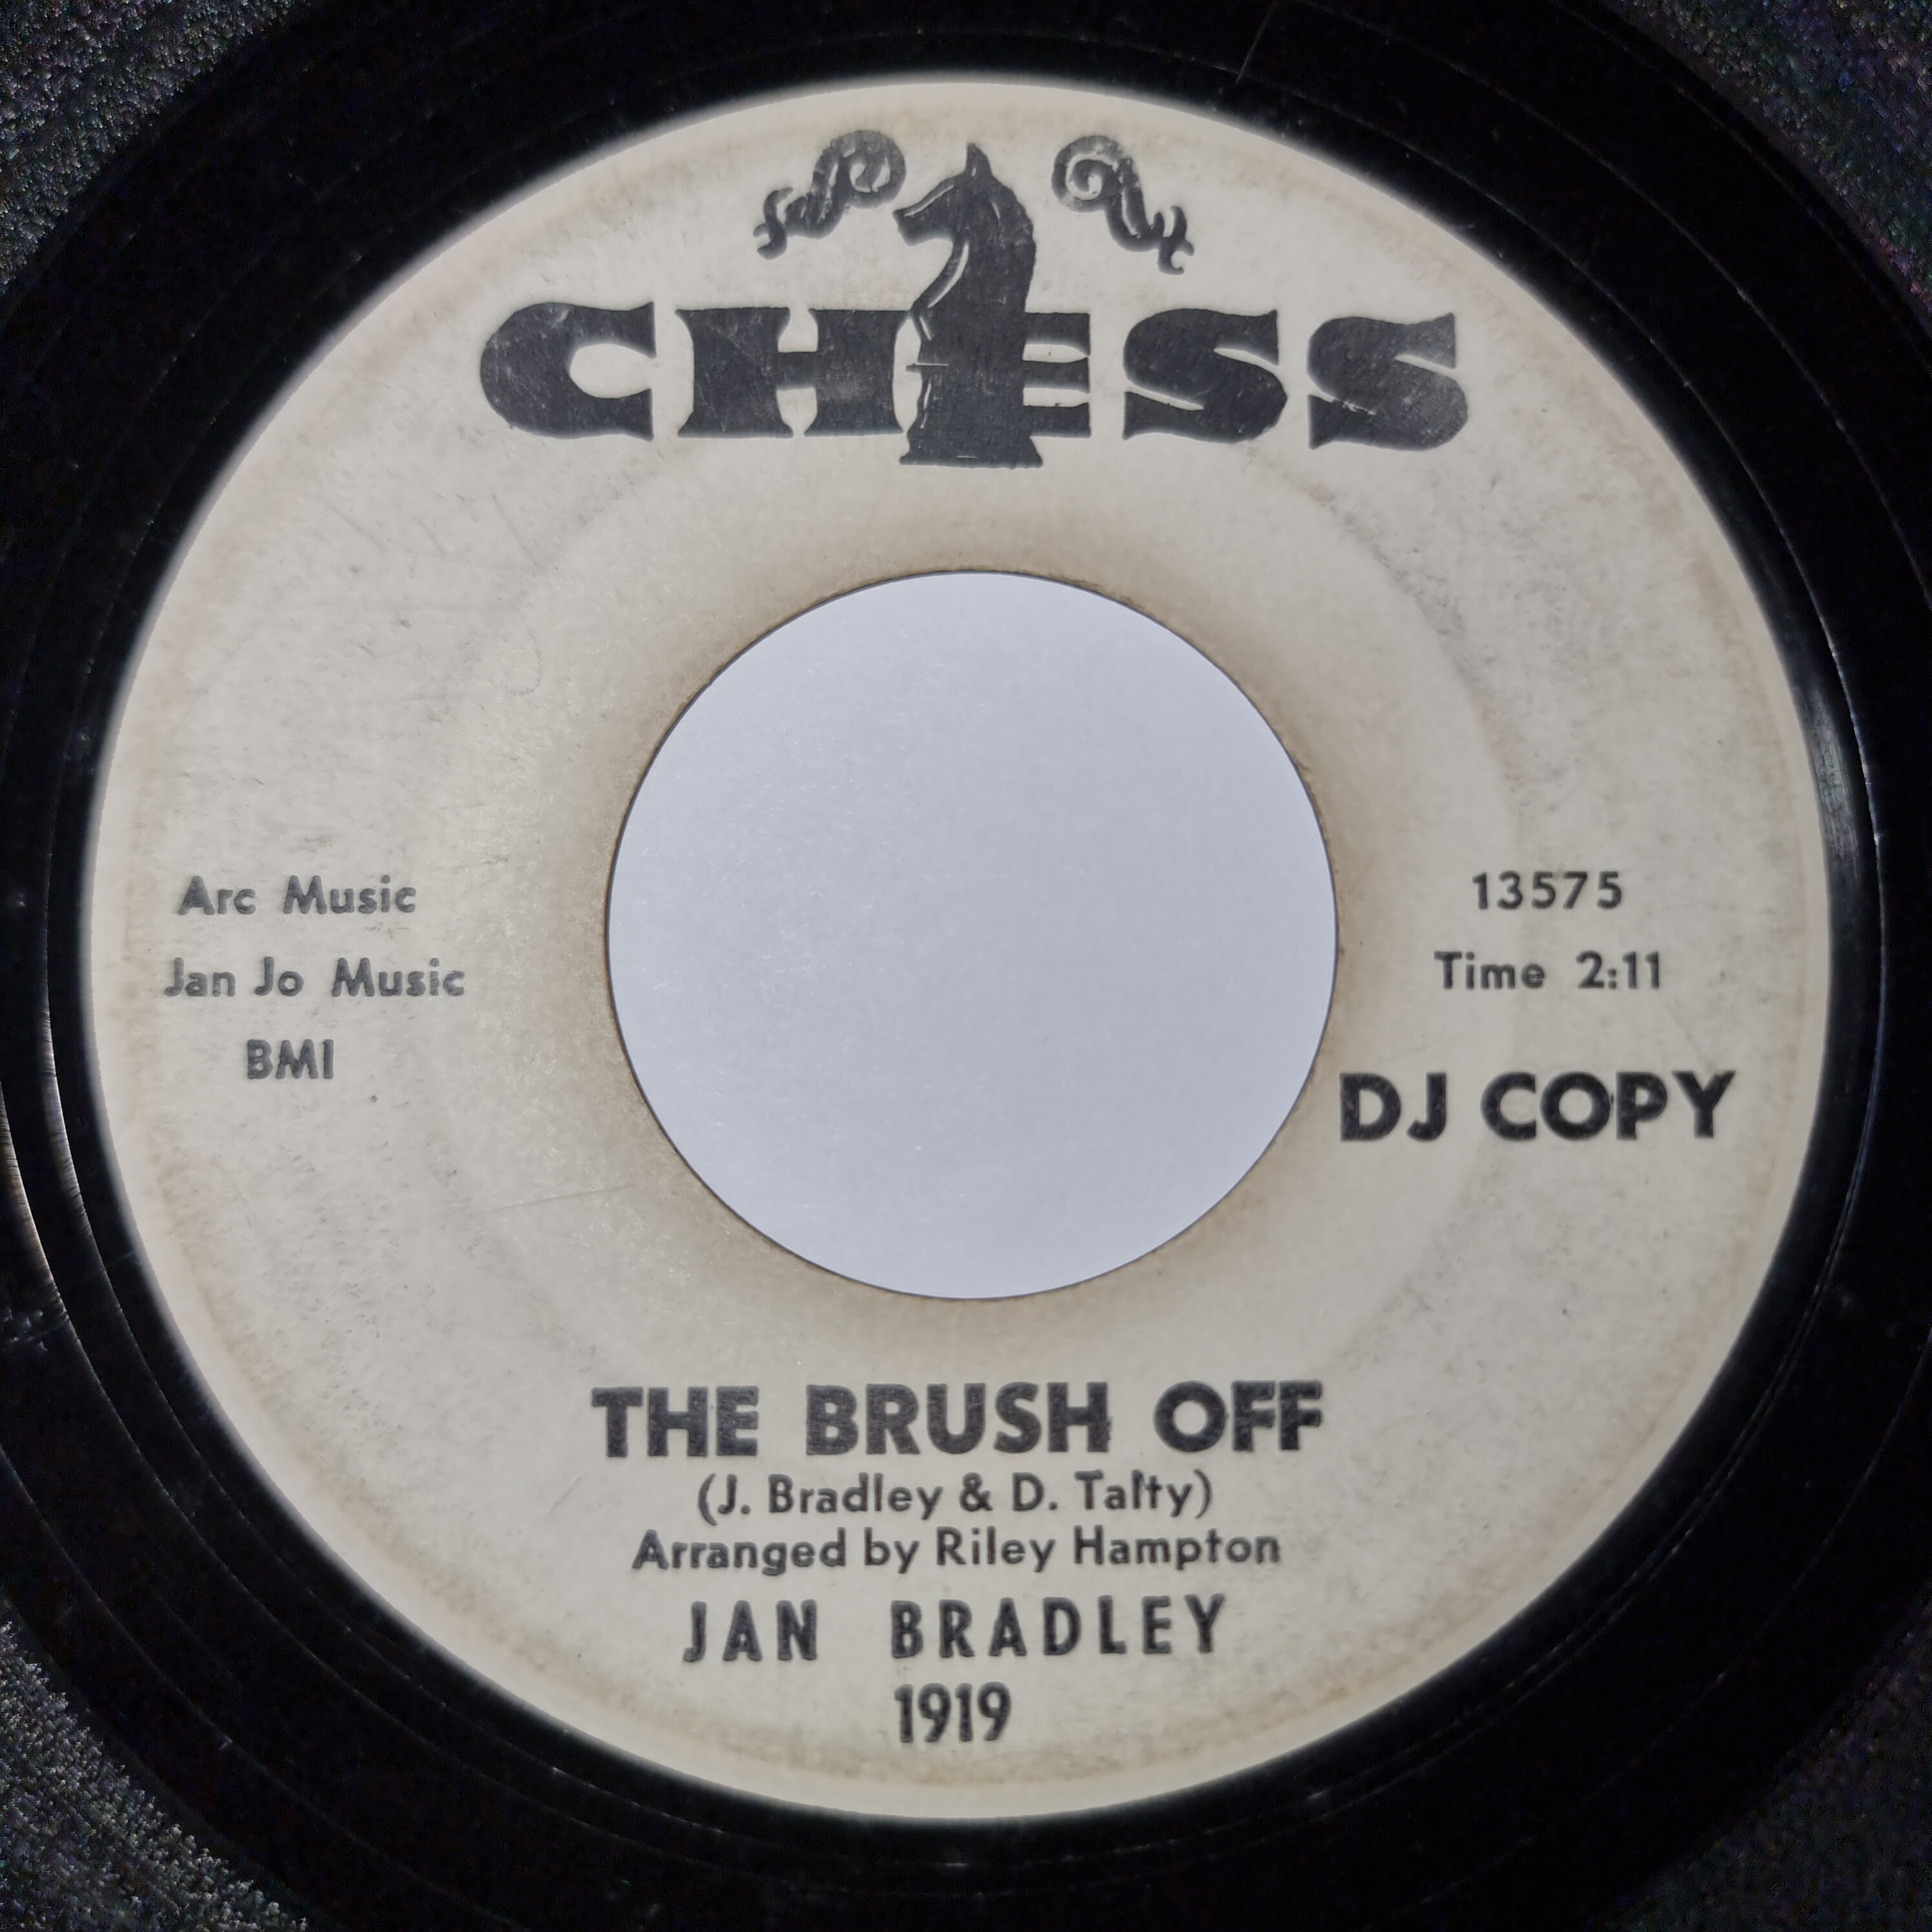 CHESS
Arc Music
Jan Jo Music
BMI
13575
Time 2:11
DJ COPY
THE BRUSH OFF
(J. Bradley & D. Talty)
Arranged by Riley Hampton
JAN BRADLEY
1919